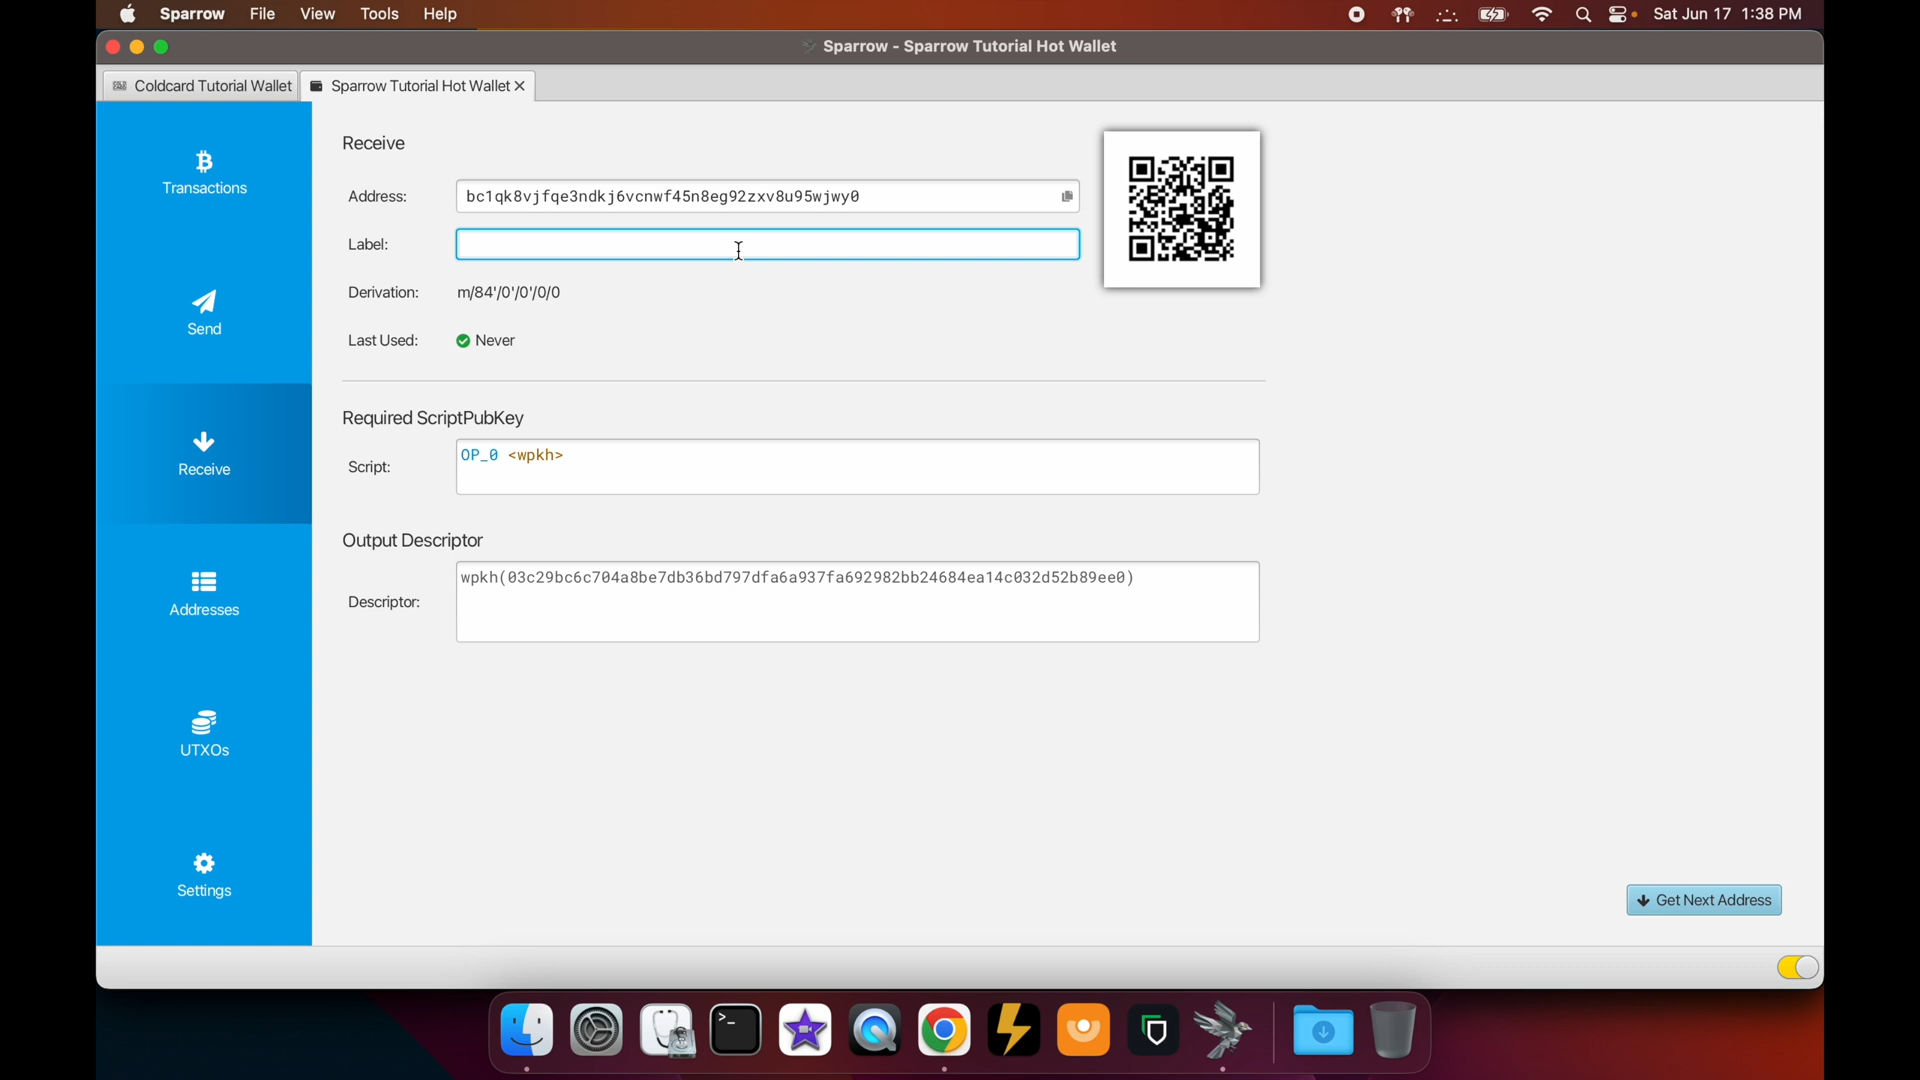 Sparrow File View Tools Help Sat Jun 17 1:38 PM
Sparrow - Sparrow Tutorial Hot Wallet
Coldcard Tutorial Wallet Sparrow Tutorial Hot Wallet
Transactions
Send
Receive
Addresses
UTXOs
Settings
Receive
Address: bc1qk8vjfqe3ndkj6vcnwf45n8eg92zxv8u95wjwy0
Label:
Derivation: m/84'/0'/0'/0/0
Last Used: Never
Required ScriptPubKey
Script: OP_0 <wpkh>
Output Descriptor
Descriptor: wpkh(03c29bc6c704a8be7db36bd797dfa6a937fa692982bb24684ea14c032d52b89ee0)
Get Next Address